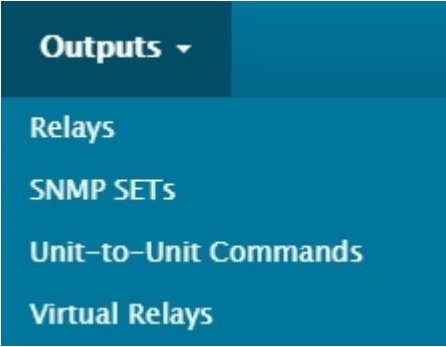 Outputs
Relays
SNMP SETs
Unit-to-Unit Commands
Virtual Relays